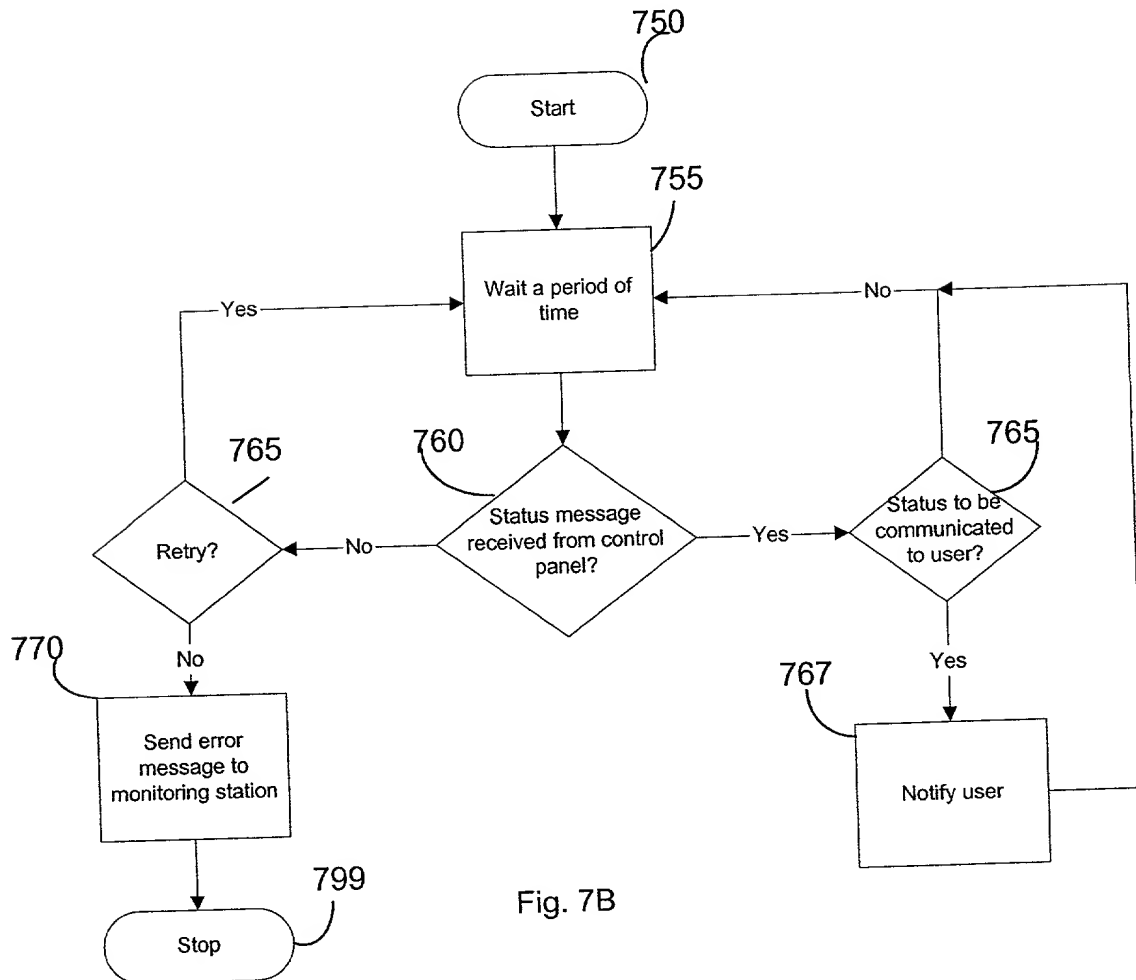 750
Start
755
Wait a period of
time
Yes
No
765
760
765
Retry?
No
Status message
received from control
panel?
Yes
Status to be
communicated
to user?
770
No
Yes
767
Send error
message to
monitoring station
Notify user
799
Stop
Fig. 7B